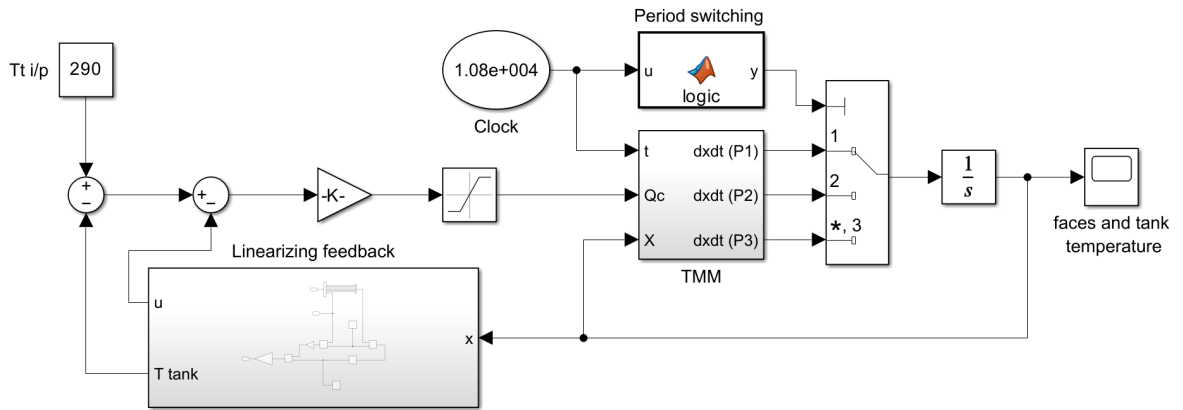 Period switching
Tt i/p
290
1.08e+004
u
y
logic
Clock
t
dxdt (P1)
1
Qc
dxdt (P2)
2
X
dxdt (P3)
*, 3
TMM
+
−
+
−
-K-
1
s
faces and tank
temperature
Linearizing feedback
u
x
T tank